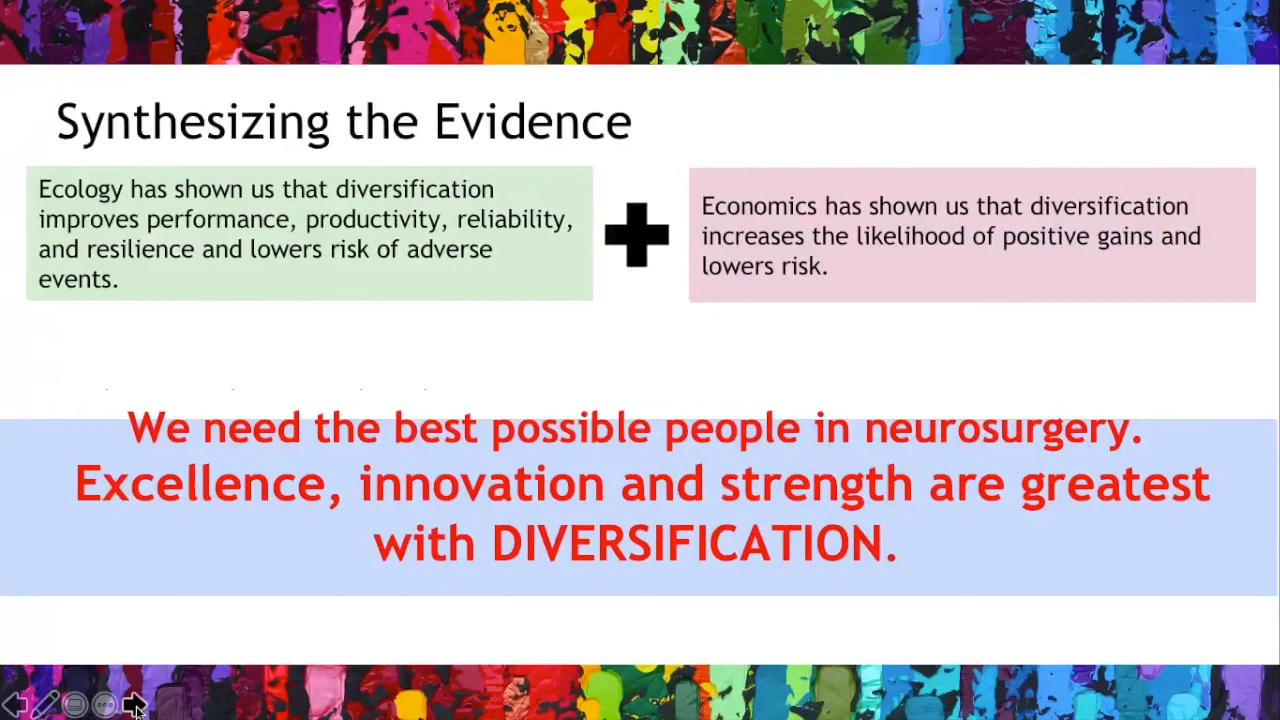 Synthesizing the Evidence
Ecology has shown us that diversification
improves performance, productivity, reliability,
and resilience and lowers risk of adverse
events.
Economics has shown us that diversification
increases the likelihood of positive gains and
lowers risk.
We need the best possible people in neurosurgery.
Excellence, innovation and strength are greatest
with DIVERSIFICATION.